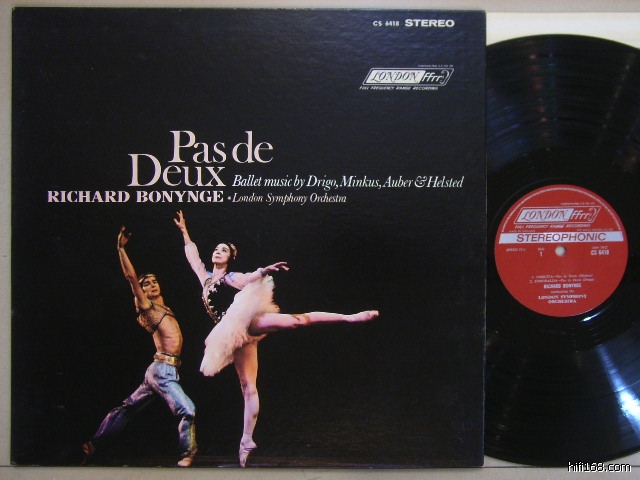 CS 6418 STEREO
LONDON ffrr
FULL FREQUENCY RANGE RECORDING
Pas de
Deux Ballet music by Drigo, Minkus, Auber & Helsted
RICHARD BONYNGE • London Symphony Orchestra
LONDON ffrr
FULL FREQUENCY RANGE RECORDING
STEREOPHONIC
1
CS 6418
RICHARD BONYNGE
LONDON SYMPHONY
ORCHESTRA
hifi168.com